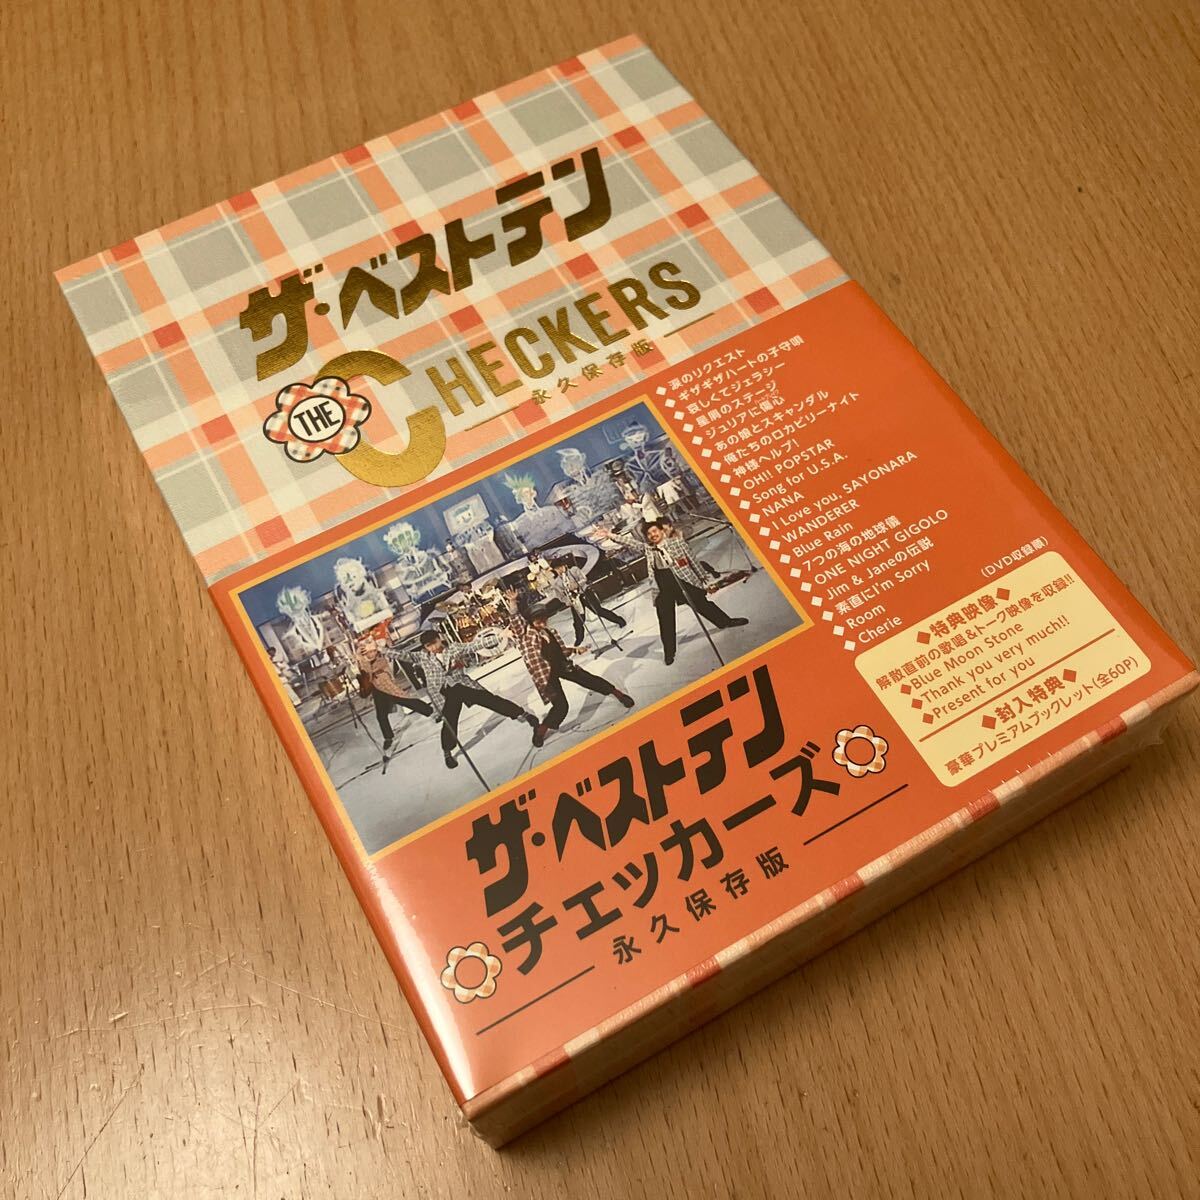 ザ・ベストテン
THE CHECKERS
永久保存版
◆涙のリクエスト
◆ギザギザハートの子守唄
◆哀しくてジェラシー
◆星屑のステージ
◆ジュリアに傷心
◆あの娘とスキャンダル
◆俺たちのロカビリーナイト
◆神様ヘルプ!
◆OH!! POPSTAR
◆Song for U.S.A.
◆NANA
◆I Love you, SAYONARA
◆WANDERER
◆Blue Rain
◆7つの海の地球儀
◆ONE NIGHT GIGOLO
◆Jim & Janeの伝説
◆素直にI'm Sorry
◆Room
◆Cherie
(DVD収録順)
◆特典映像◆
解散直前の歌唱&トーク映像を収録!!
◆Blue Moon Stone
◆Thank you very much!!
◆Present for you
◆封入特典◆
豪華プレミアムブックレット(全60P)
ザ・ベストテン
チェッカーズ
永久保存版